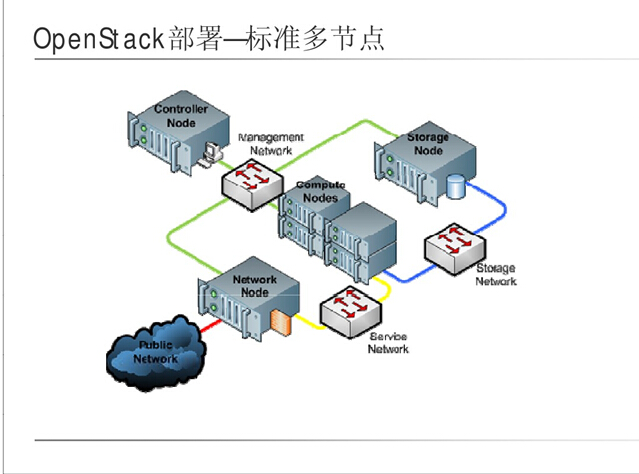 OpenStack部署—标准多节点
Controller
Node
Management
Network
Storage
Node
Compute
Nodes
Storage
Network
Network
Node
Service
Network
Public
Network